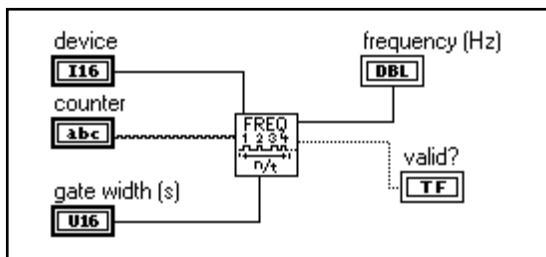 device
I16
counter
abc
gate width (s)
U16
FREQ
1 2 3 4
n/t
frequency (Hz)
DBL
valid?
TF